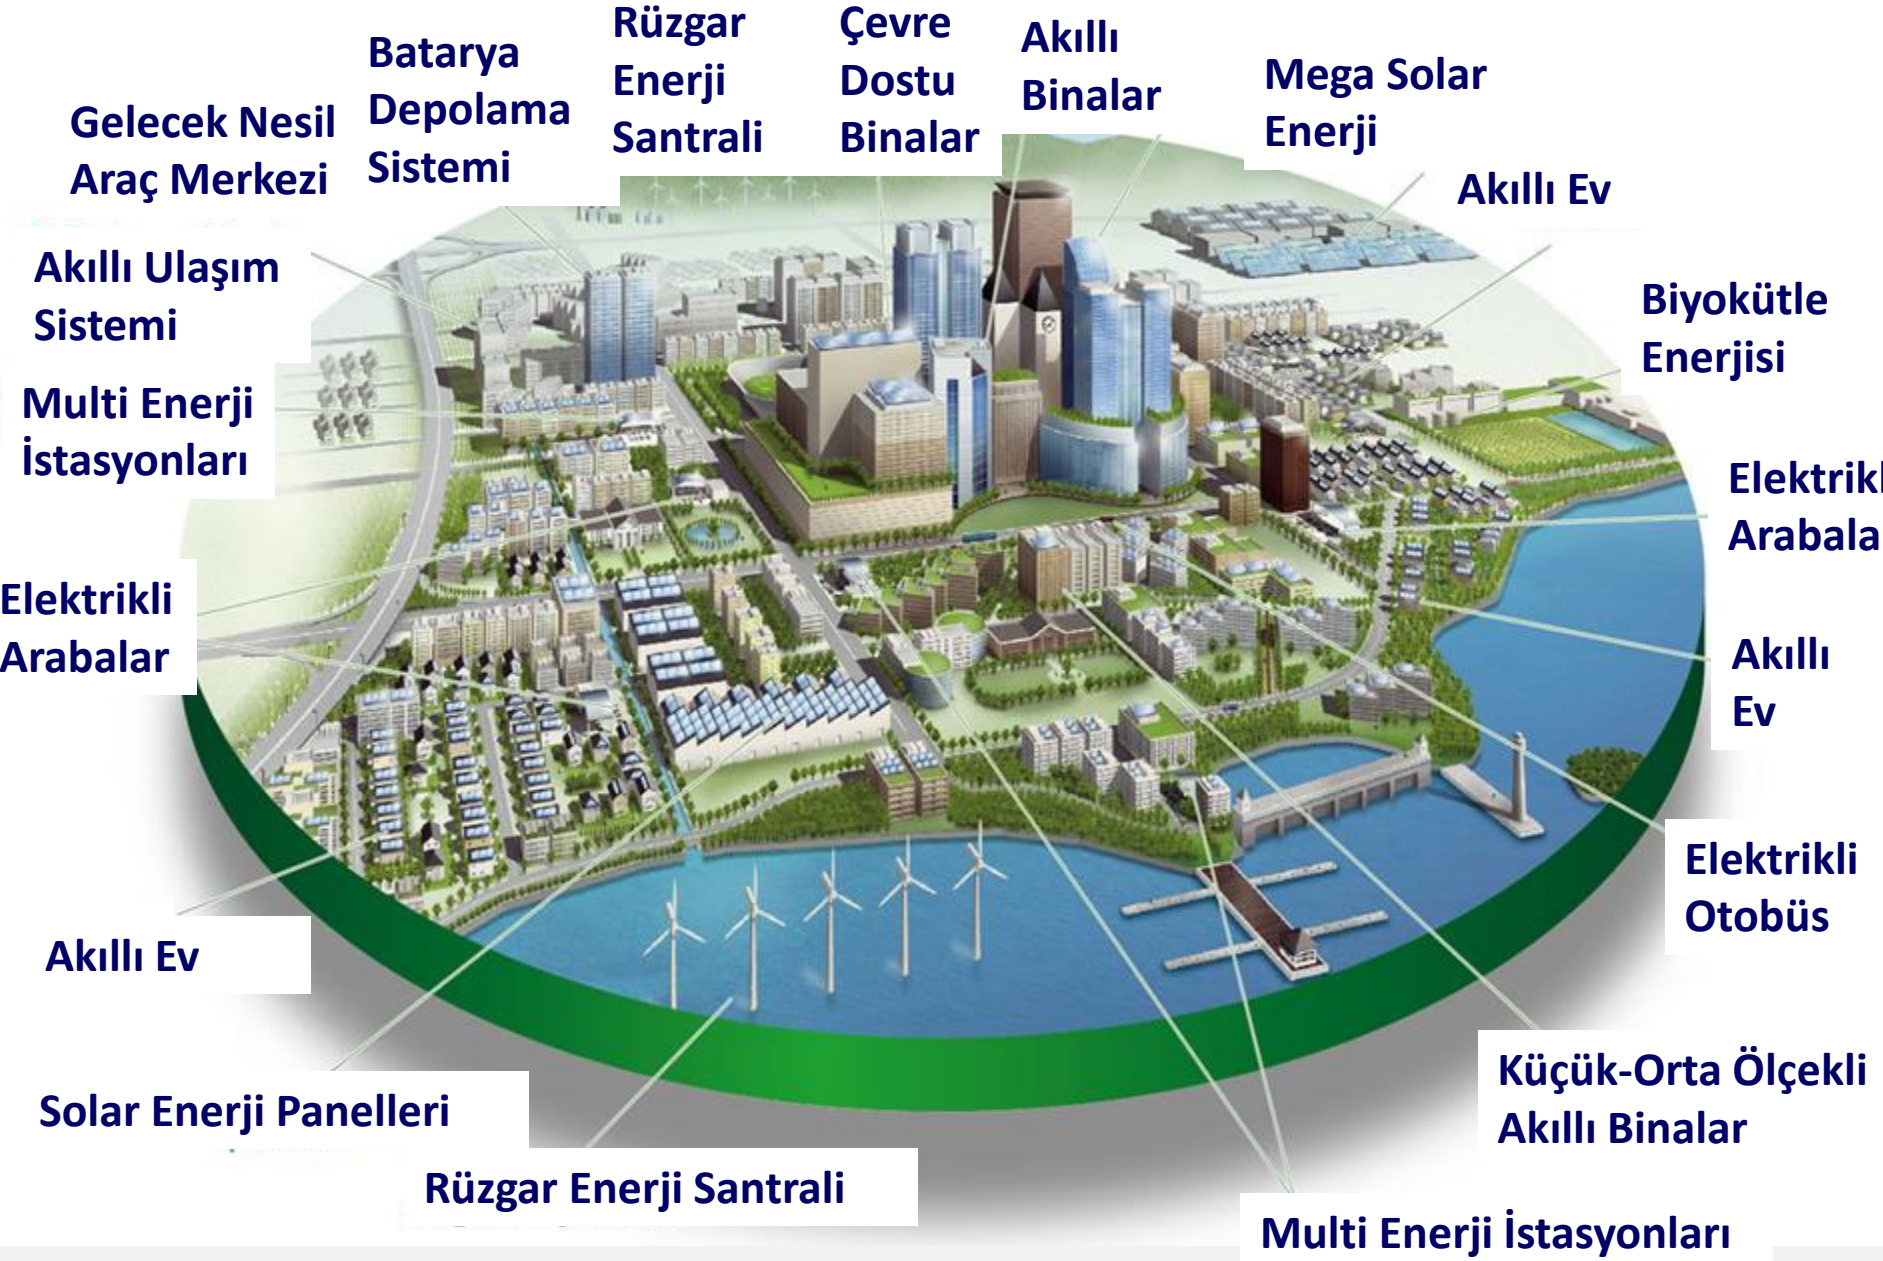 Rüzgar
Enerji
Santrali
Çevre
Dostu
Binalar
Akıllı
Binalar
Batarya
Depolama
Sistemi
Mega Solar
Enerji
Gelecek Nesil
Araç Merkezi
Akıllı Ev
Akıllı Ulaşım
Sistemi
Biyokütle
Enerjisi
Multi Enerji
İstasyonları
Elektrikl
Arabala
Elektrikli
Arabalar
Akıllı
Ev
Elektrikli
Otobüs
Akıllı Ev
Küçük-Orta Ölçekli
Akıllı Binalar
Solar Enerji Panelleri
Rüzgar Enerji Santrali
Multi Enerji İstasyonları